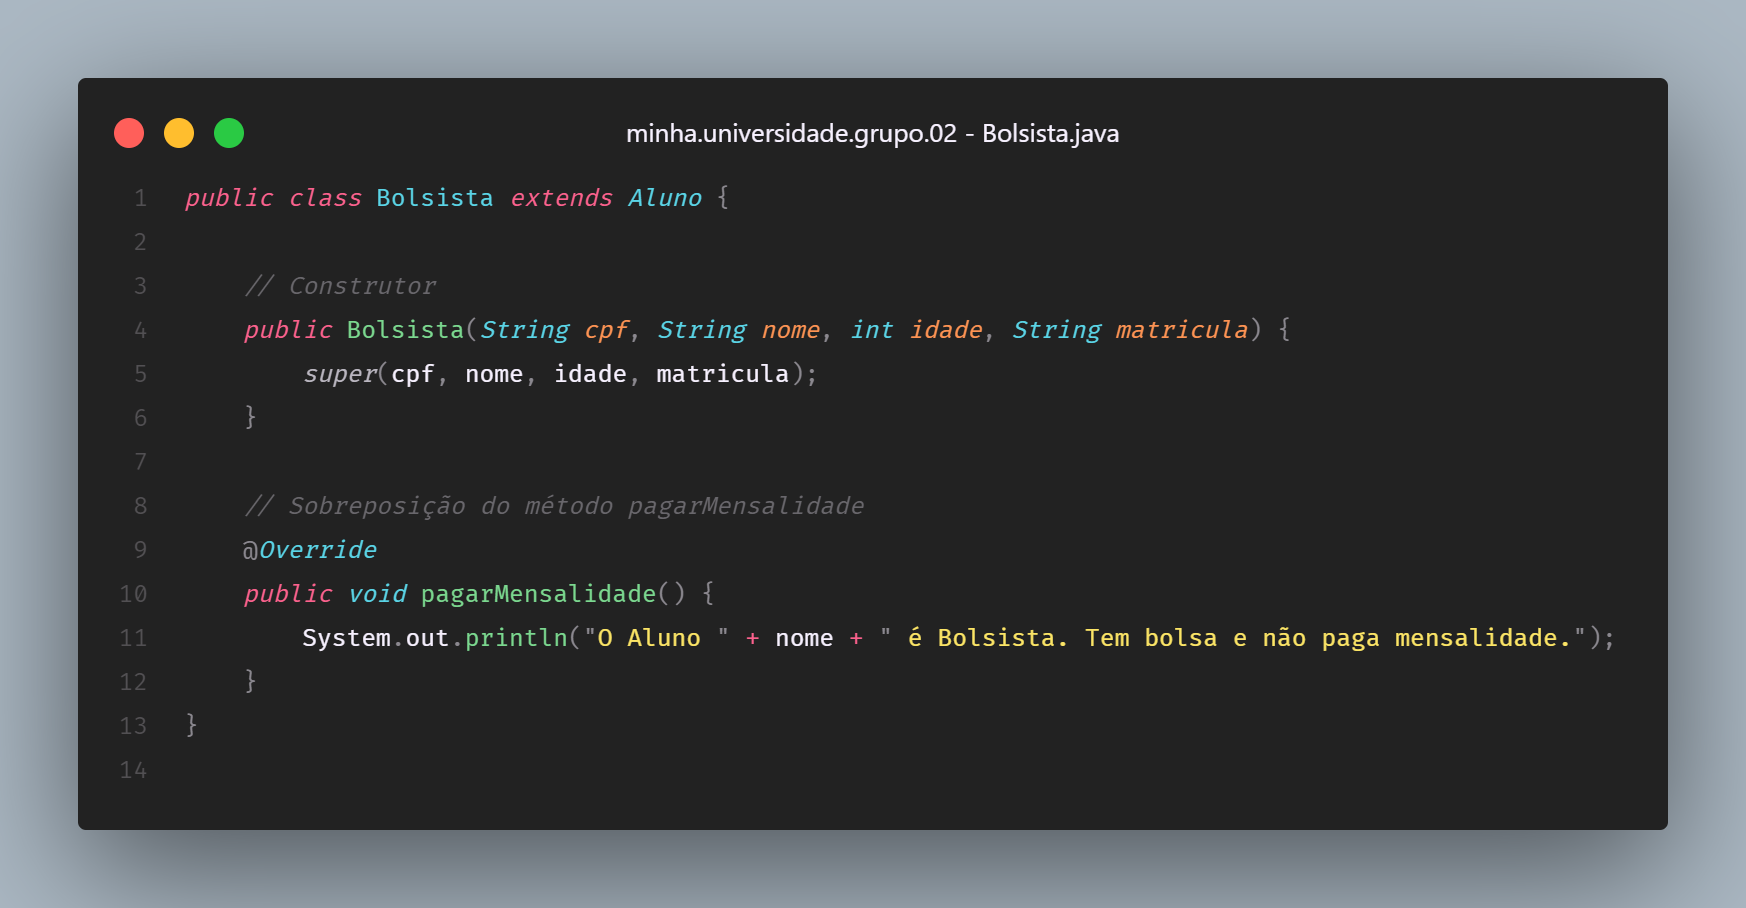 minha.universidade.grupo.02 - Bolsista.java
1 public class Bolsista extends Aluno {
2
3     // Construtor
4     public Bolsista(String cpf, String nome, int idade, String matricula) {
5         super(cpf, nome, idade, matricula);
6     }
7
8     // Sobreposição do método pagarMensalidade
9     @Override
10     public void pagarMensalidade() {
11         System.out.println("O Aluno " + nome + " é Bolsista. Tem bolsa e não paga mensalidade.");
12     }
13 }
14